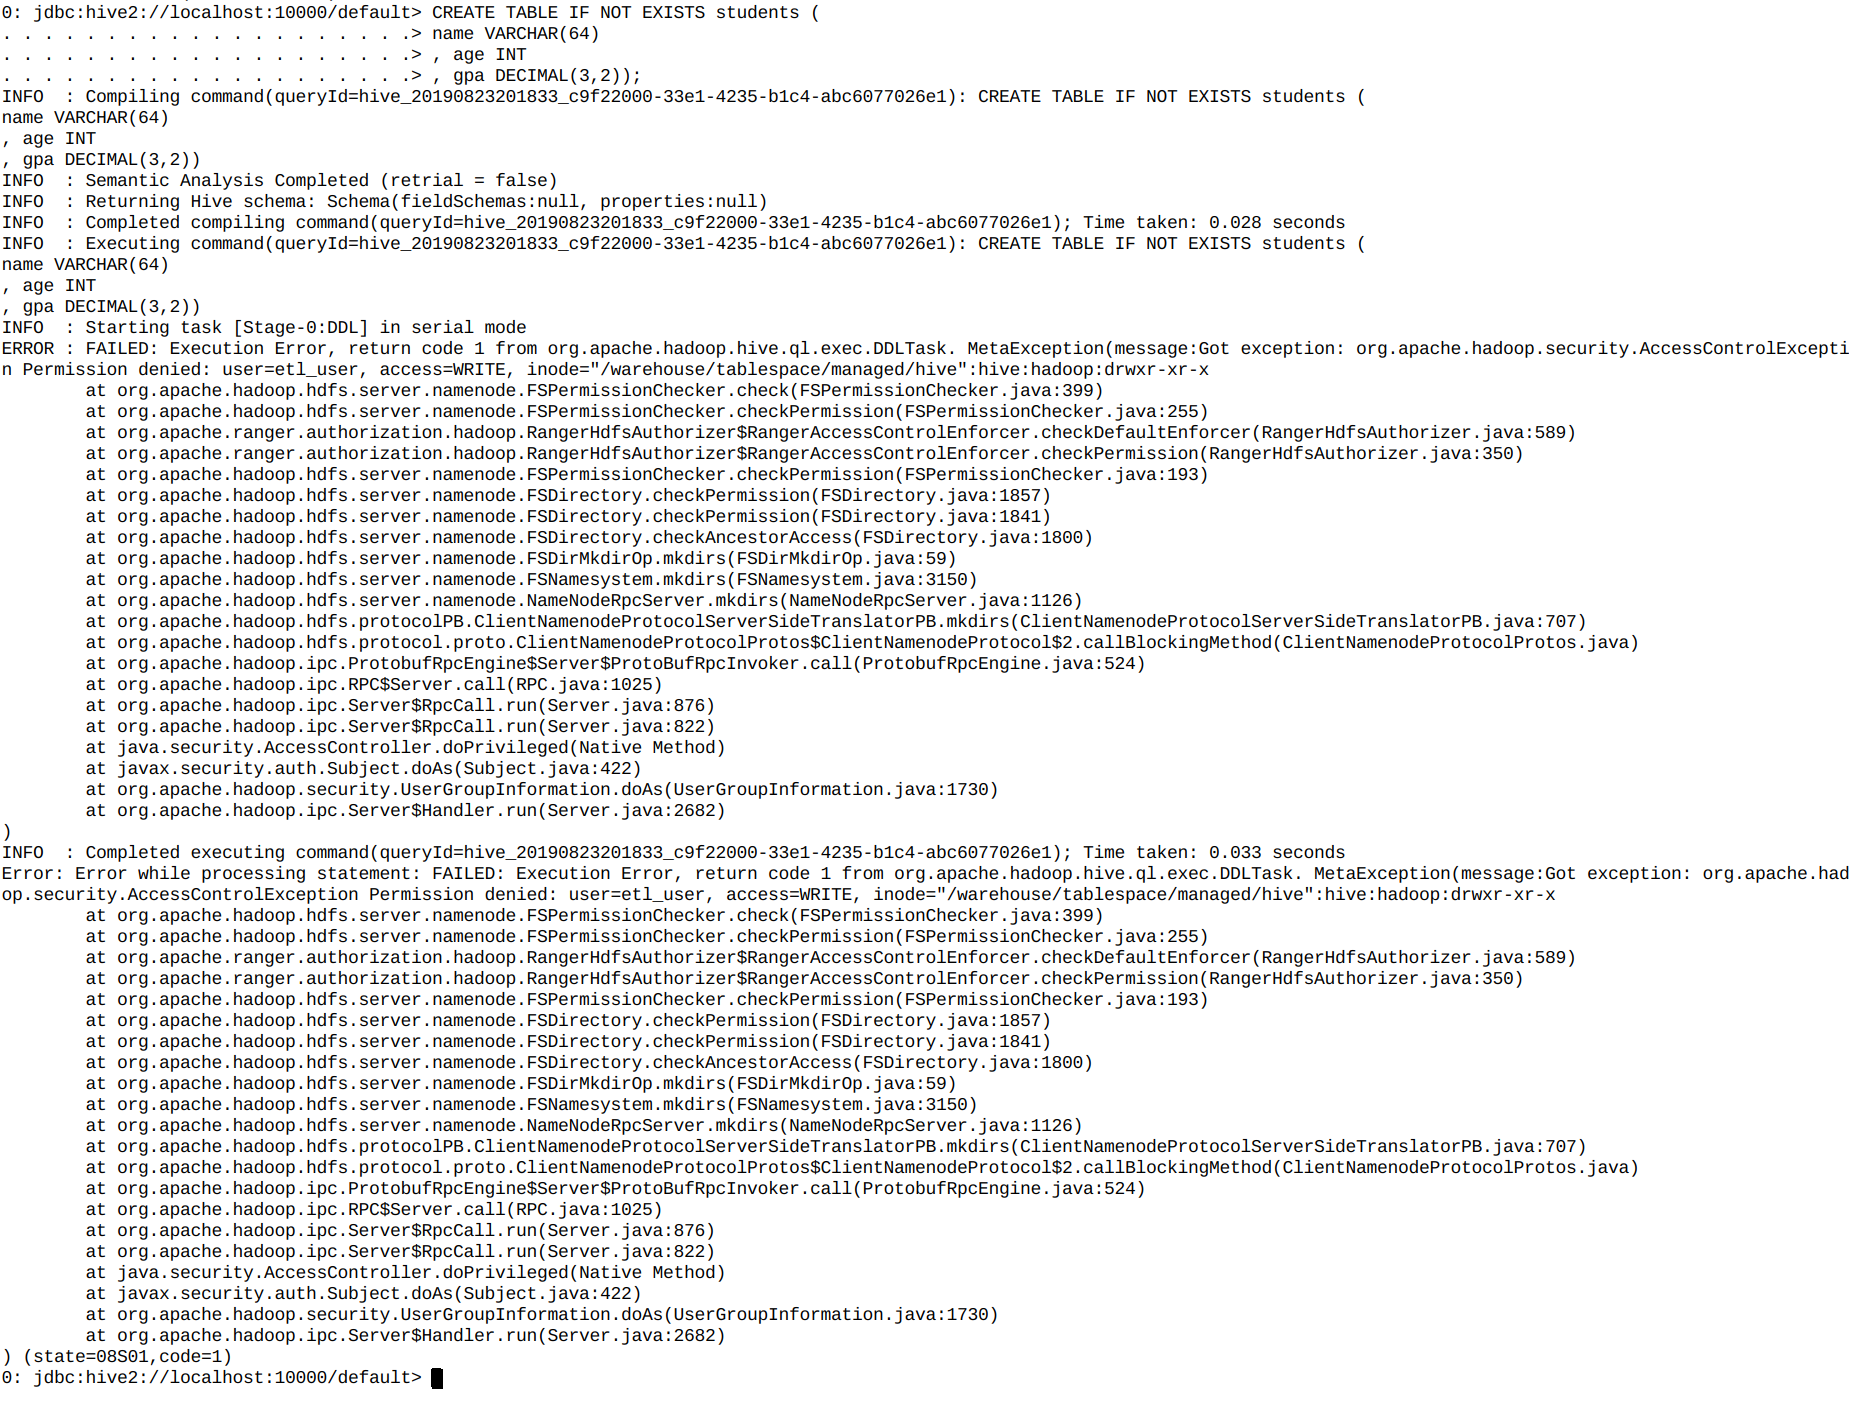 0: jdbc:hive2://localhost:10000/default> CREATE TABLE IF NOT EXISTS students (
. . . . . . . . . . . . . . . . . . . .> name VARCHAR(64)
. . . . . . . . . . . . . . . . . . . .> , age INT
. . . . . . . . . . . . . . . . . . . .> , gpa DECIMAL(3,2));
INFO  : Compiling command(queryId=hive_20190823201833_c9f22000-33e1-4235-b1c4-abc6077026e1): CREATE TABLE IF NOT EXISTS students (
name VARCHAR(64)
, age INT
, gpa DECIMAL(3,2))
INFO  : Semantic Analysis Completed (retrial = false)
INFO  : Returning Hive schema: Schema(fieldSchemas:null, properties:null)
INFO  : Completed compiling command(queryId=hive_20190823201833_c9f22000-33e1-4235-b1c4-abc6077026e1); Time taken: 0.028 seconds
INFO  : Executing command(queryId=hive_20190823201833_c9f22000-33e1-4235-b1c4-abc6077026e1): CREATE TABLE IF NOT EXISTS students (
name VARCHAR(64)
, age INT
, gpa DECIMAL(3,2))
INFO  : Starting task [Stage-0:DDL] in serial mode
ERROR : FAILED: Execution Error, return code 1 from org.apache.hadoop.hive.ql.exec.DDLTask. MetaException(message:Got exception: org.apache.hadoop.security.AccessControlExcepti
n Permission denied: user=etl_user, access=WRITE, inode="/warehouse/tablespace/managed/hive":hive:hadoop:drwxr-xr-x
        at org.apache.hadoop.hdfs.server.namenode.FSPermissionChecker.check(FSPermissionChecker.java:399)
        at org.apache.hadoop.hdfs.server.namenode.FSPermissionChecker.checkPermission(FSPermissionChecker.java:255)
        at org.apache.ranger.authorization.hadoop.RangerHdfsAuthorizer$RangerAccessControlEnforcer.checkDefaultEnforcer(RangerHdfsAuthorizer.java:589)
        at org.apache.ranger.authorization.hadoop.RangerHdfsAuthorizer$RangerAccessControlEnforcer.checkPermission(RangerHdfsAuthorizer.java:350)
        at org.apache.hadoop.hdfs.server.namenode.FSPermissionChecker.checkPermission(FSPermissionChecker.java:193)
        at org.apache.hadoop.hdfs.server.namenode.FSDirectory.checkPermission(FSDirectory.java:1857)
        at org.apache.hadoop.hdfs.server.namenode.FSDirectory.checkPermission(FSDirectory.java:1841)
        at org.apache.hadoop.hdfs.server.namenode.FSDirectory.checkAncestorAccess(FSDirectory.java:1800)
        at org.apache.hadoop.hdfs.server.namenode.FSDirMkdirOp.mkdirs(FSDirMkdirOp.java:59)
        at org.apache.hadoop.hdfs.server.namenode.FSNamesystem.mkdirs(FSNamesystem.java:3150)
        at org.apache.hadoop.hdfs.server.namenode.NameNodeRpcServer.mkdirs(NameNodeRpcServer.java:1126)
        at org.apache.hadoop.hdfs.protocolPB.ClientNamenodeProtocolServerSideTranslatorPB.mkdirs(ClientNamenodeProtocolServerSideTranslatorPB.java:707)
        at org.apache.hadoop.hdfs.protocol.proto.ClientNamenodeProtocolProtos$ClientNamenodeProtocol$2.callBlockingMethod(ClientNamenodeProtocolProtos.java)
        at org.apache.hadoop.ipc.ProtobufRpcEngine$Server$ProtoBufRpcInvoker.call(ProtobufRpcEngine.java:524)
        at org.apache.hadoop.ipc.RPC$Server.call(RPC.java:1025)
        at org.apache.hadoop.ipc.Server$RpcCall.run(Server.java:876)
        at org.apache.hadoop.ipc.Server$RpcCall.run(Server.java:822)
        at java.security.AccessController.doPrivileged(Native Method)
        at javax.security.auth.Subject.doAs(Subject.java:422)
        at org.apache.hadoop.security.UserGroupInformation.doAs(UserGroupInformation.java:1730)
        at org.apache.hadoop.ipc.Server$Handler.run(Server.java:2682)
)
INFO  : Completed executing command(queryId=hive_20190823201833_c9f22000-33e1-4235-b1c4-abc6077026e1); Time taken: 0.033 seconds
Error: Error while processing statement: FAILED: Execution Error, return code 1 from org.apache.hadoop.hive.ql.exec.DDLTask. MetaException(message:Got exception: org.apache.had
op.security.AccessControlException Permission denied: user=etl_user, access=WRITE, inode="/warehouse/tablespace/managed/hive":hive:hadoop:drwxr-xr-x
        at org.apache.hadoop.hdfs.server.namenode.FSPermissionChecker.check(FSPermissionChecker.java:399)
        at org.apache.hadoop.hdfs.server.namenode.FSPermissionChecker.checkPermission(FSPermissionChecker.java:255)
        at org.apache.ranger.authorization.hadoop.RangerHdfsAuthorizer$RangerAccessControlEnforcer.checkDefaultEnforcer(RangerHdfsAuthorizer.java:589)
        at org.apache.ranger.authorization.hadoop.RangerHdfsAuthorizer$RangerAccessControlEnforcer.checkPermission(RangerHdfsAuthorizer.java:350)
        at org.apache.hadoop.hdfs.server.namenode.FSPermissionChecker.checkPermission(FSPermissionChecker.java:193)
        at org.apache.hadoop.hdfs.server.namenode.FSDirectory.checkPermission(FSDirectory.java:1857)
        at org.apache.hadoop.hdfs.server.namenode.FSDirectory.checkPermission(FSDirectory.java:1841)
        at org.apache.hadoop.hdfs.server.namenode.FSDirectory.checkAncestorAccess(FSDirectory.java:1800)
        at org.apache.hadoop.hdfs.server.namenode.FSDirMkdirOp.mkdirs(FSDirMkdirOp.java:59)
        at org.apache.hadoop.hdfs.server.namenode.FSNamesystem.mkdirs(FSNamesystem.java:3150)
        at org.apache.hadoop.hdfs.server.namenode.NameNodeRpcServer.mkdirs(NameNodeRpcServer.java:1126)
        at org.apache.hadoop.hdfs.protocolPB.ClientNamenodeProtocolServerSideTranslatorPB.mkdirs(ClientNamenodeProtocolServerSideTranslatorPB.java:707)
        at org.apache.hadoop.hdfs.protocol.proto.ClientNamenodeProtocolProtos$ClientNamenodeProtocol$2.callBlockingMethod(ClientNamenodeProtocolProtos.java)
        at org.apache.hadoop.ipc.ProtobufRpcEngine$Server$ProtoBufRpcInvoker.call(ProtobufRpcEngine.java:524)
        at org.apache.hadoop.ipc.RPC$Server.call(RPC.java:1025)
        at org.apache.hadoop.ipc.Server$RpcCall.run(Server.java:876)
        at org.apache.hadoop.ipc.Server$RpcCall.run(Server.java:822)
        at java.security.AccessController.doPrivileged(Native Method)
        at javax.security.auth.Subject.doAs(Subject.java:422)
        at org.apache.hadoop.security.UserGroupInformation.doAs(UserGroupInformation.java:1730)
        at org.apache.hadoop.ipc.Server$Handler.run(Server.java:2682)
) (state=08S01,code=1)
0: jdbc:hive2://localhost:10000/default>